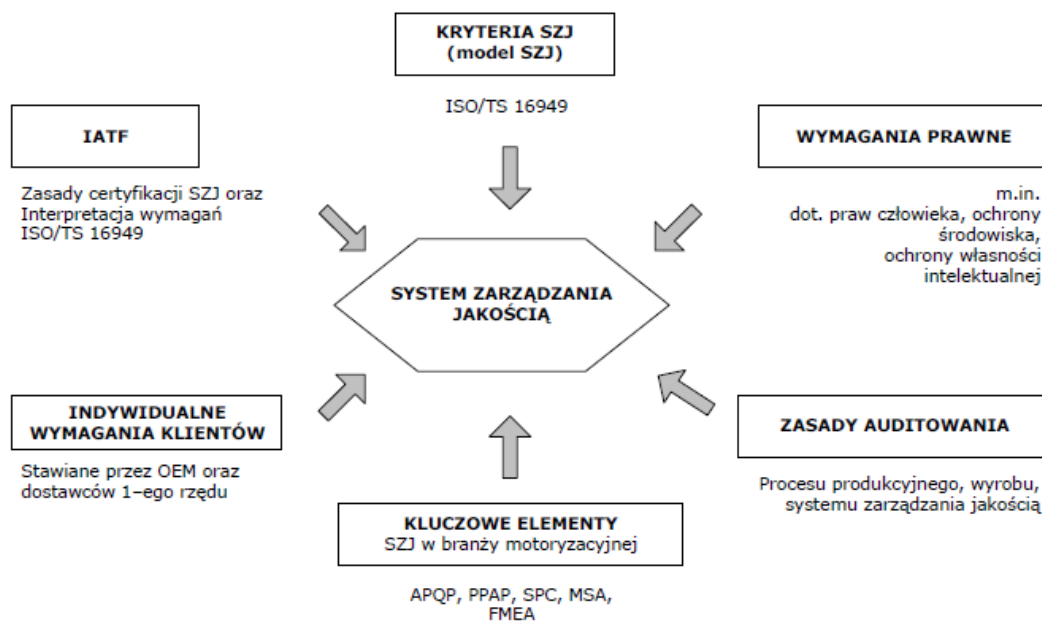 KRYTERIA SZJ
(model SZJ)
ISO/TS 16949
IATF
Zasady certyfikacji SZJ oraz
Interpretacja wymagań
ISO/TS 16949
WYMAGANIA PRAWNE
m.in.
dot. praw człowieka, ochrony
środowiska,
ochrony własności
intelektualnej
SYSTEM ZARZĄDZANIA
JAKOŚCIĄ
INDYWIDUALNE
WYMAGANIA KLIENTÓW
Stawiane przez OEM oraz
dostawców 1–ego rzędu
ZASADY AUDITOWANIA
Procesu produkcyjnego, wyrobu,
systemu zarządzania jakością
KLUCZOWE ELEMENTY
SZJ w branży motoryzacyjnej
APQP, PPAP, SPC, MSA,
FMEA